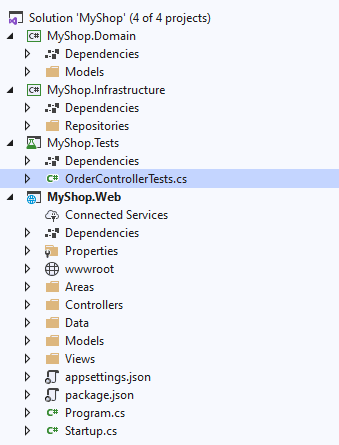 Solution 'MyShop' (4 of 4 projects)
C# MyShop.Domain
Dependencies
Models
C# MyShop.Infrastructure
Dependencies
Repositories
MyShop.Tests
Dependencies
C# OrderControllerTests.cs
MyShop.Web
Connected Services
Dependencies
Properties
wwwroot
Areas
Controllers
Data
Models
Views
appsettings.json
package.json
C# Program.cs
C# Startup.cs